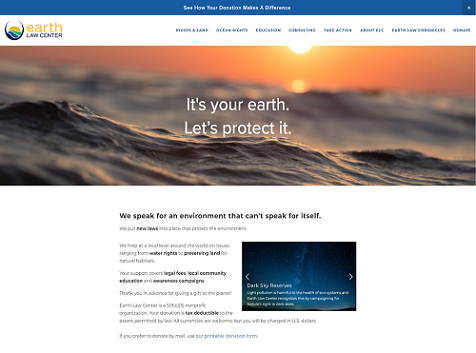 See How Your Donation Makes A Difference
×
earth
LAW CENTER
RIVERS & LAND OCEAN RIGHTS EDUCATION CONSULTING TAKE ACTION ABOUT ELC EARTH LAW CHRONICLES DONATE
It's your earth.
Let's protect it.
We speak for an environment that can't speak for itself.
We put new laws into place that protect the environment.
We help at a local level around the world on issues
ranging from water rights to preserving land for
natural habitats.
Your support covers legal fees, local community
education and awareness campaigns.
Thank you in advance for giving a gift to the planet!
Dark Sky Reserves
Light pollution is harmful to the health of ecosystems and
Earth Law Center recognizes this by campaigning for
Nature's right to dark skies.
Earth Law Center is a 501(c)(3) nonprofit
organization. Your donation is tax deductible to the
extent permitted by law. All currencies are welcome, but you will be charged in U.S. dollars.
If you prefer to donate by mail, use our printable donation form.